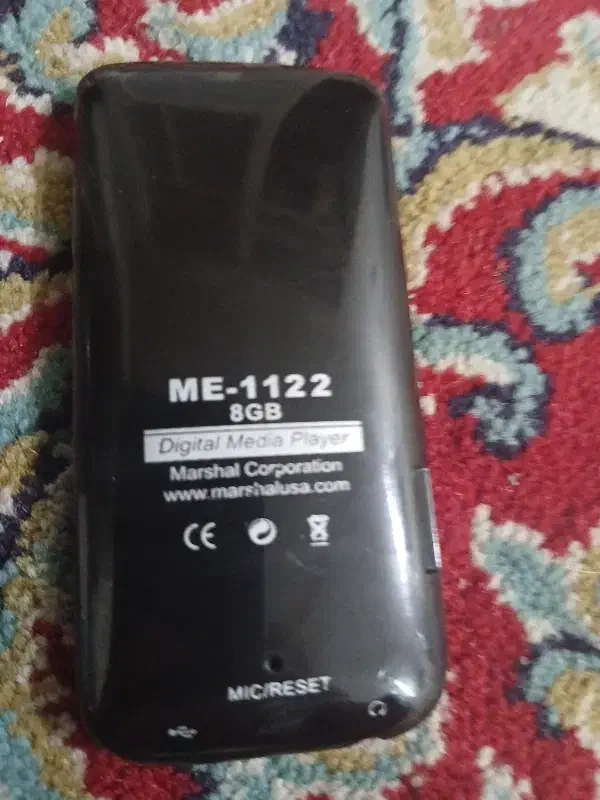 ME-1122
8GB
Digital Media Player
Marshal Corporation
www.marshalusa.com
CE
MIC/RESET